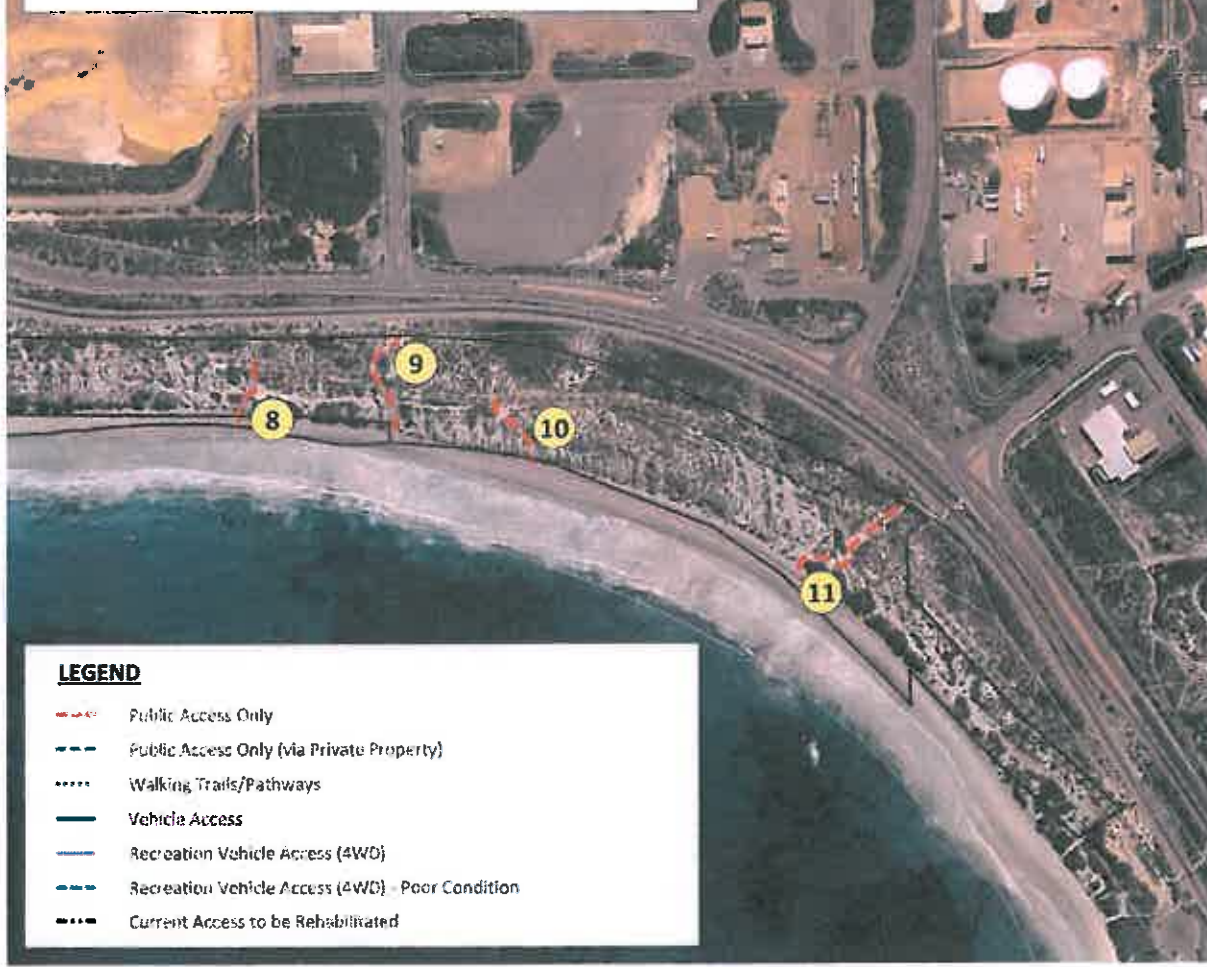 9
8
10
11
LEGEND
Public Access Only
Public Access Only (via Private Property)
Walking Trails/Pathways
Vehicle Access
Recreation Vehicle Access (4WD)
Recreation Vehicle Access (4WD) - Poor Condition
Current Access to be Rehabilitated